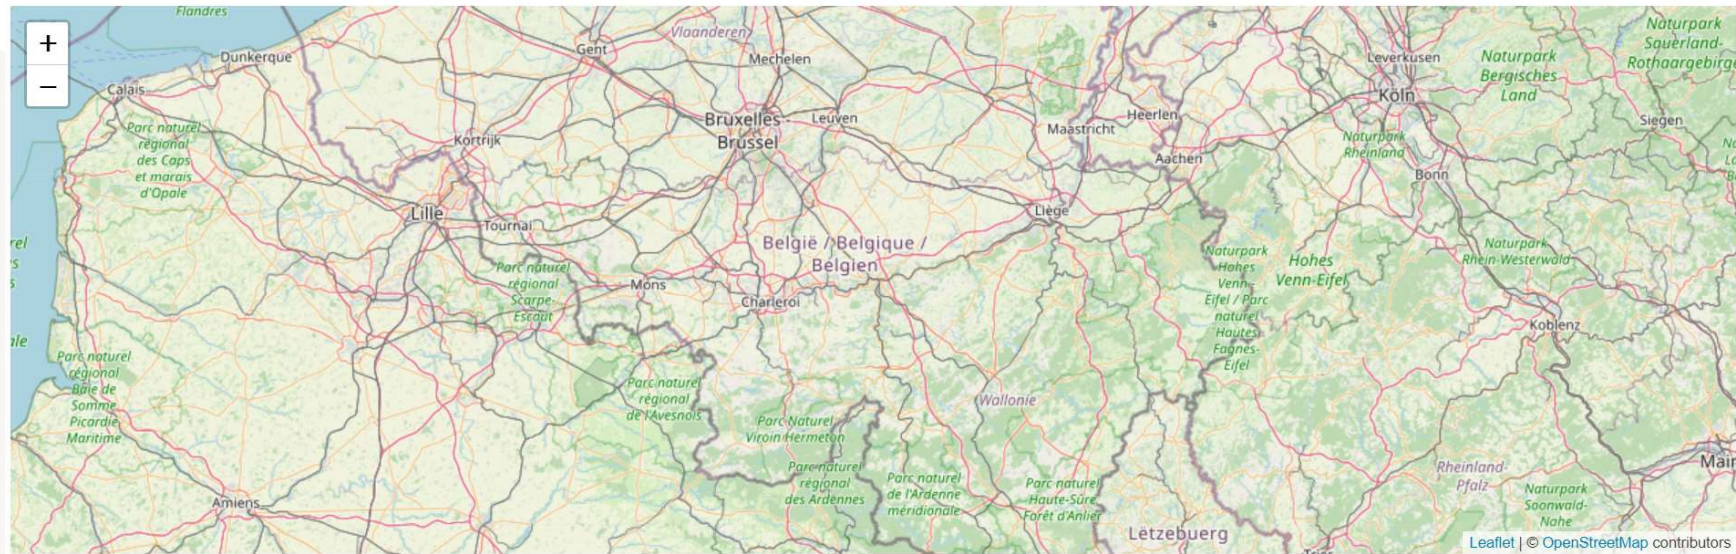 Flandres
+
−
Dunkerque
Calais
Parc naturel
régional
des Caps
et marais
d'Opale
Gent
Vlaanderen
Mechelen
Bruxelles -
Brussel
Leuven
Kortrijk
Lille
Tournai
Parc naturel
régional
Scarpe-
Escaut
Mons
Charleroi
België / Belgique /
Belgien
Maastricht
Heerlen
Aachen
Liège
Leverkusen
Köln
Naturpark
Bergisches
Land
Naturpark
Sauerland-
Rothaargebirge
Siegen
Naturpark
Rheinland
Bonn
Naturpark
Hohes
Venn-
Eifel / Parc
naturel
Hautes
Fagnes-
Eifel
Hohes
Venn-Eifel
Naturpark
Rhein-Westerwald
Koblenz
Parc naturel
régional
Baie de
Somme
Picardie
Maritime
Parc naturel
régional
de l'Avesnois
Parc Naturel
Viroin Hermeton
Wallonie
Parc naturel
régional
des Ardennes
Parc naturel
de l'Ardenne
méridionale
Parc naturel
Haute-Sûre
Forêt d'Anlier
Amiens
Lëtzebuerg
Rheinland-
Pfalz
Naturpark
Soonwald-
Nahe
Leaflet | © OpenStreetMap contributors